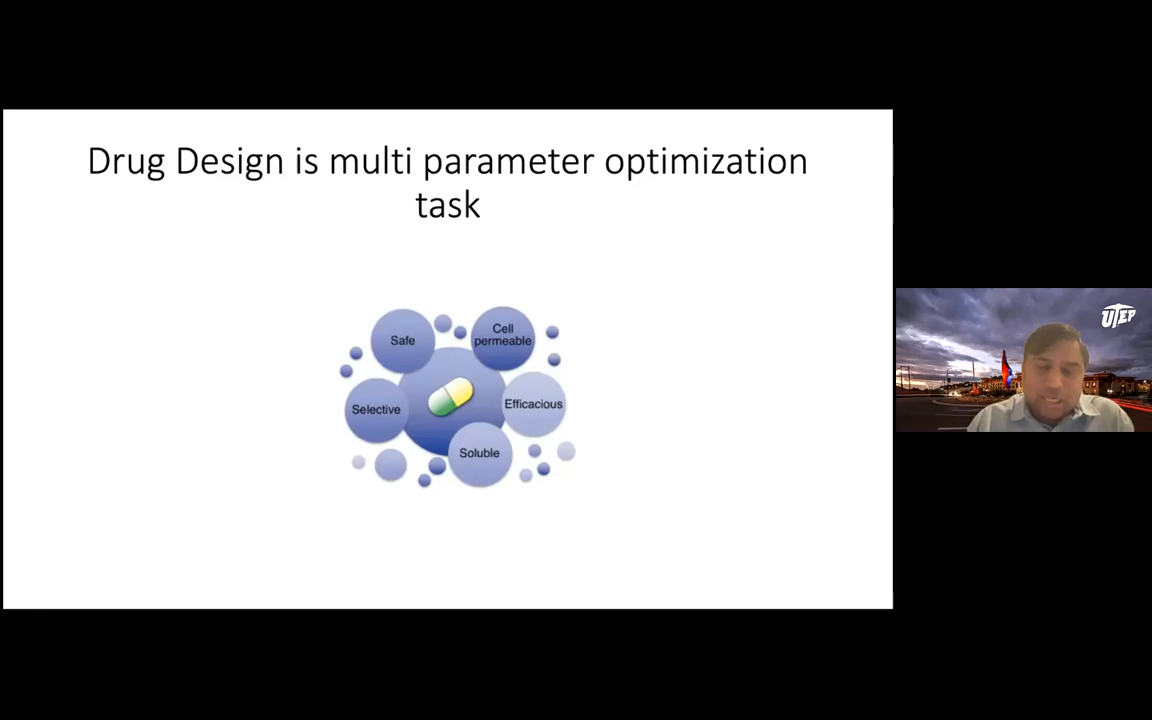 Drug Design is multi parameter optimization
task
Safe
Cell
permeable
Selective
Efficacious
Soluble
UTEP